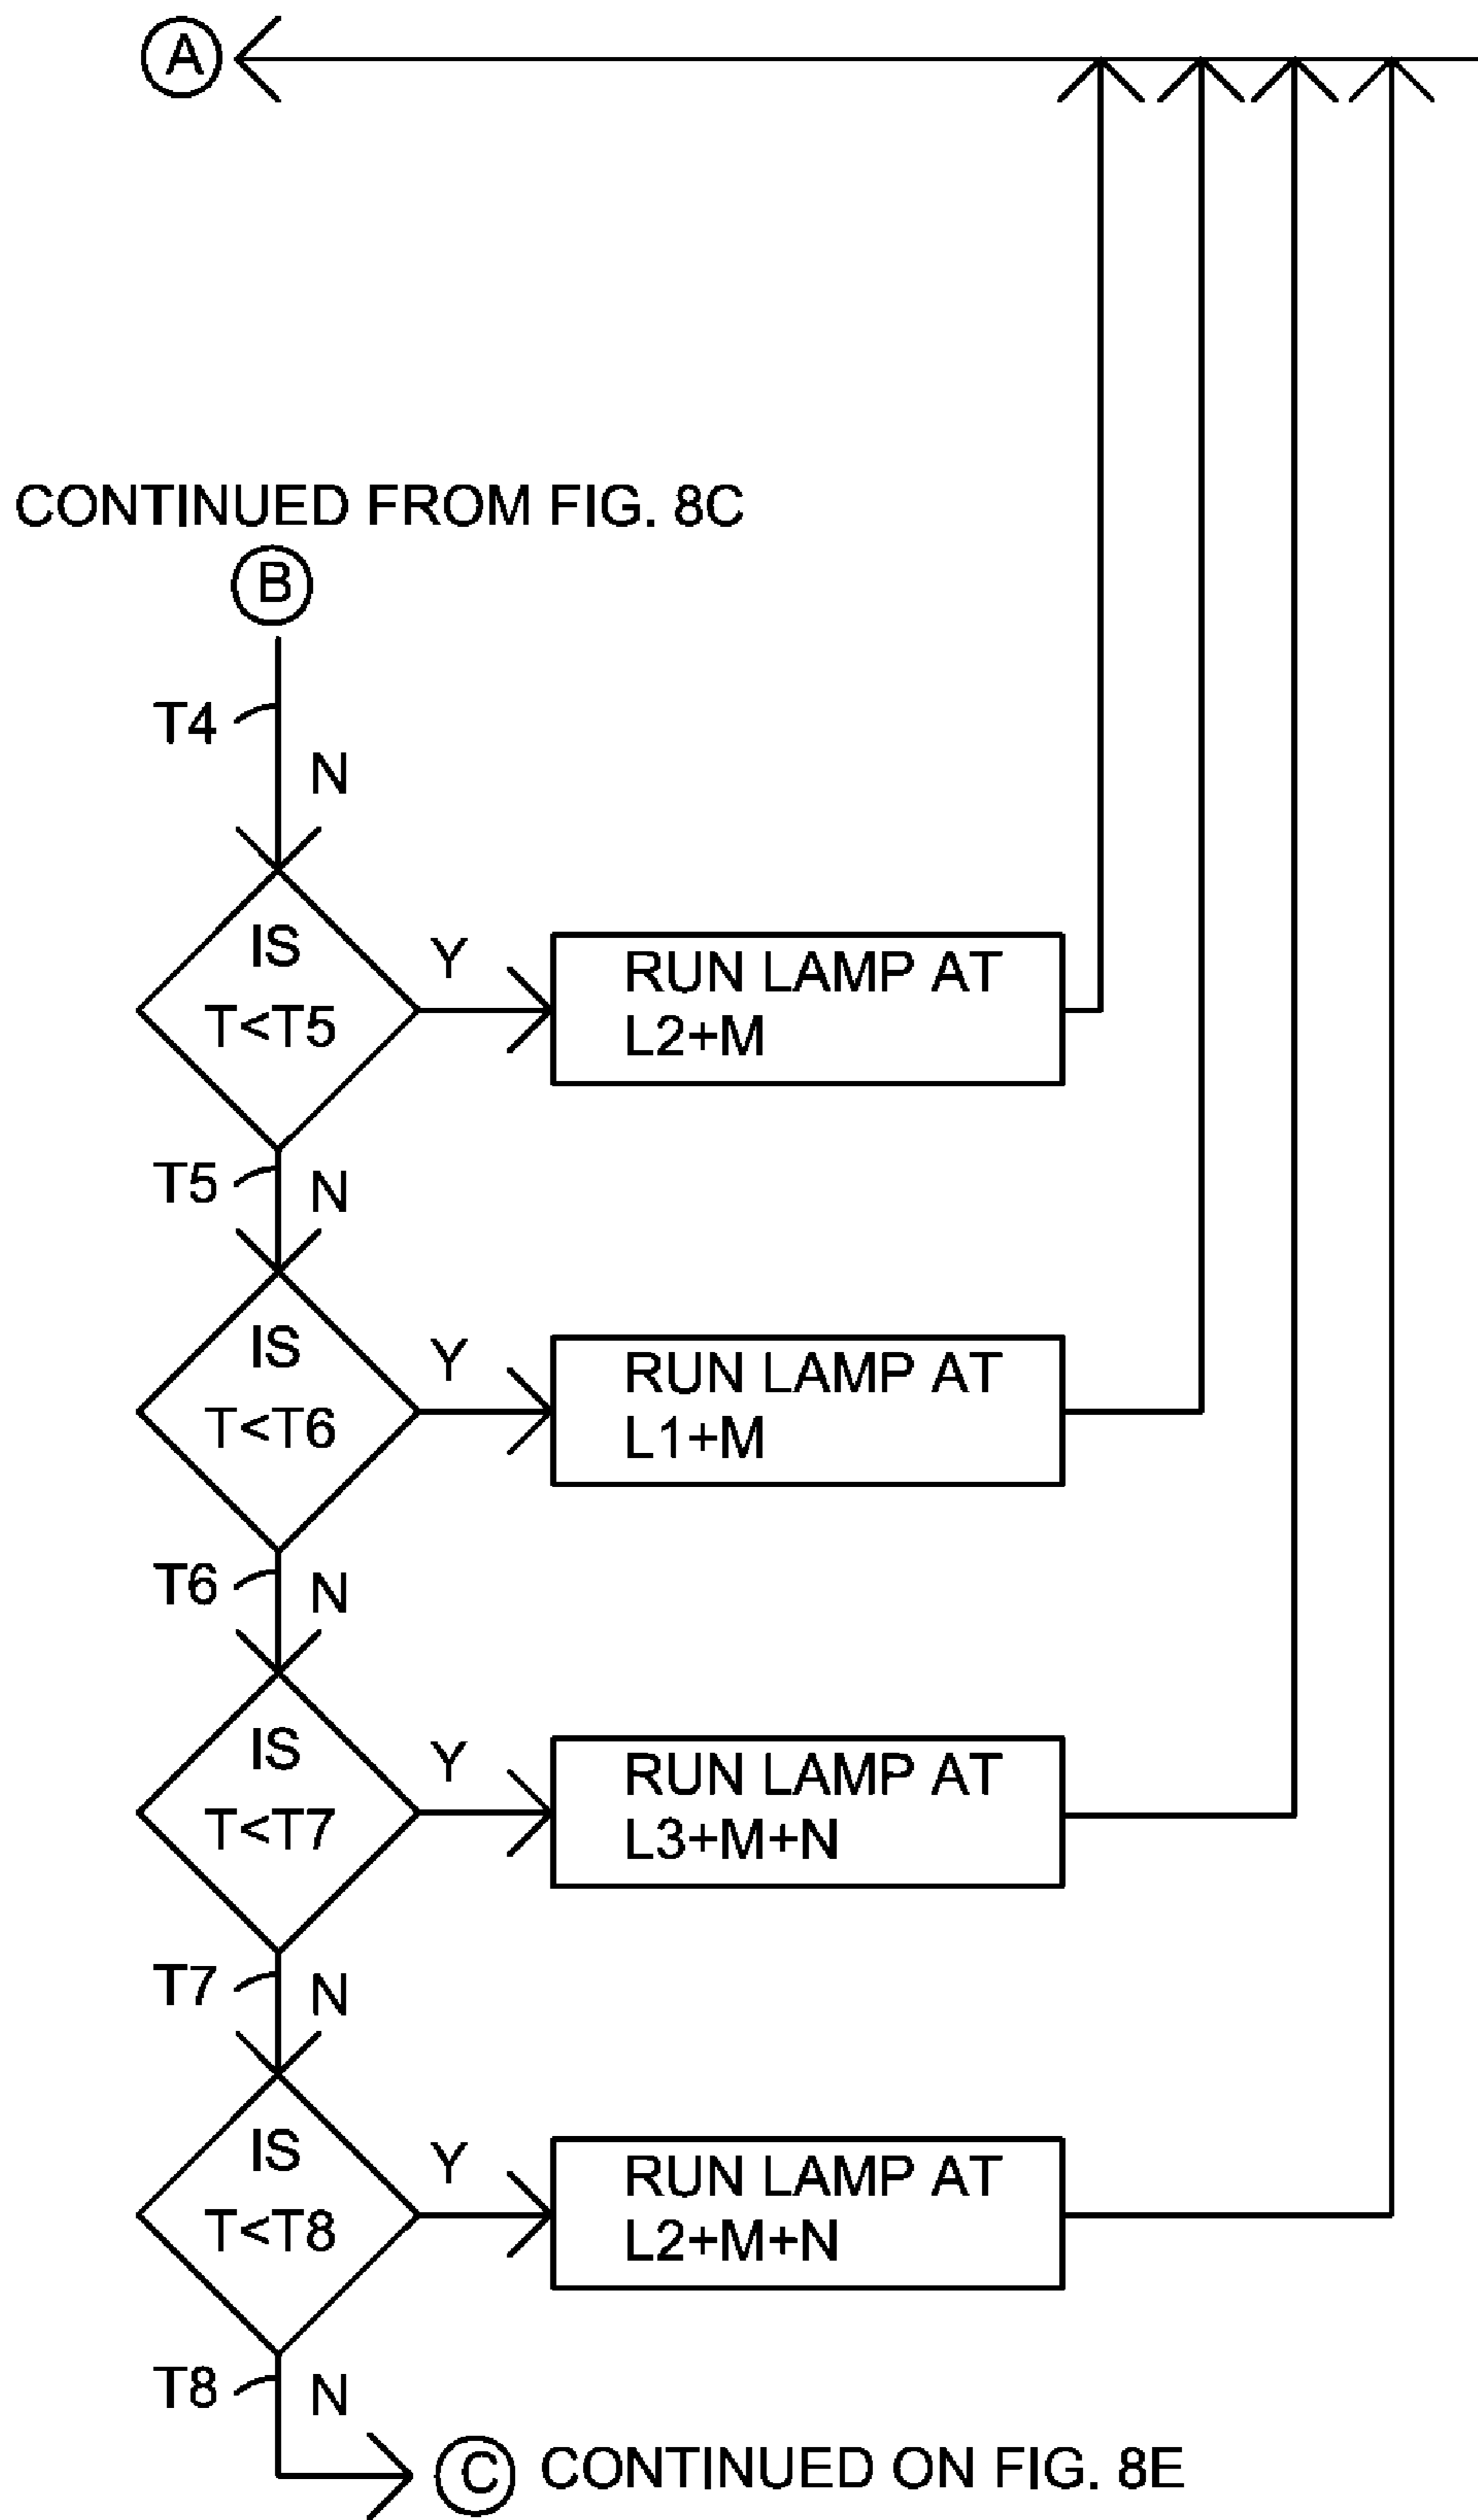 A
CONTINUED FROM FIG. 8C
B
T4
N
IS
T<T5
Y
RUN LAMP AT
L2+M
T5
N
IS
T<T6
Y
RUN LAMP AT
L1+M
T6
N
IS
T<T7
Y
RUN LAMP AT
L3+M+N
T7
N
IS
T<T8
Y
RUN LAMP AT
L2+M+N
T8
N
C CONTINUED ON FIG. 8E